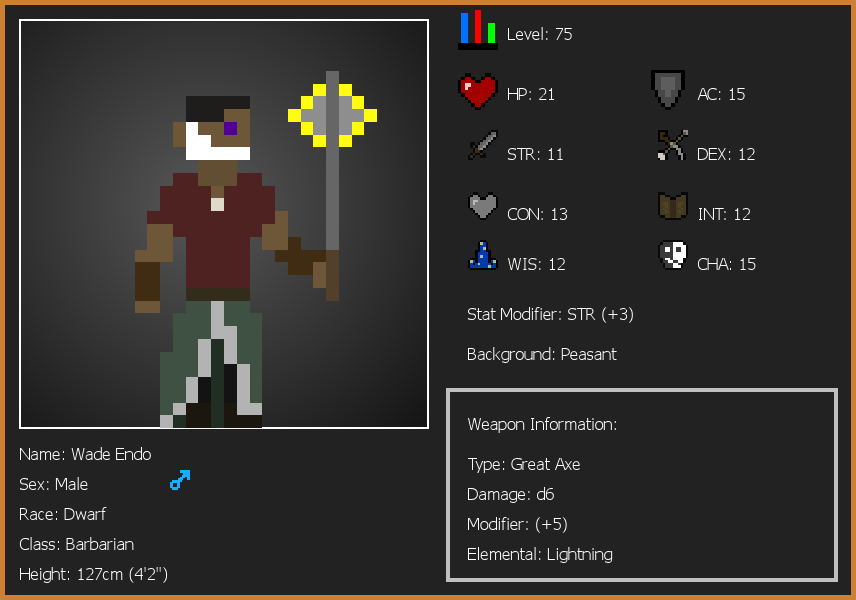 Level: 75
HP: 21
AC: 15
STR: 11
DEX: 12
CON: 13
INT: 12
WIS: 12
CHA: 15
Stat Modifier: STR (+3)
Background: Peasant
Weapon Information:
Type: Great Axe
Damage: d6
Modifier: (+5)
Elemental: Lightning
Name: Wade Endo
Sex: Male
Race: Dwarf
Class: Barbarian
Height: 127cm (4'2")